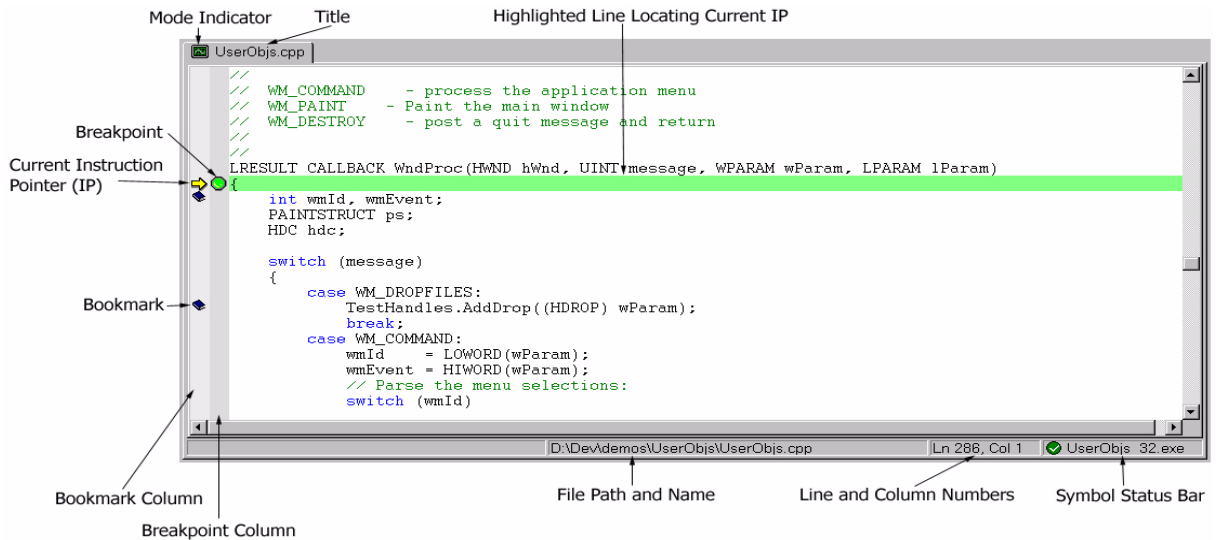 Mode Indicator Title Highlighted Line Locating Current IP
UserObjs.cpp
//
// WM_COMMAND - process the application menu
// WM_PAINT - Paint the main window
// WM_DESTROY - post a quit message and return
//
//
Breakpoint
LRESULT CALLBACK WndProc(HWND hWnd, UINT message, WPARAM wParam, LPARAM lParam)
Current Instruction
Pointer (IP)
{
int wmId, wmEvent;
PAINTSTRUCT ps;
HDC hdc;
switch (message)
{
case WM_DROPFILES:
Bookmark
TestHandles.AddDrop((HDROP) wParam);
break;
case WM_COMMAND:
wmId = LOWORD(wParam);
wmEvent = HIWORD(wParam);
// Parse the menu selections:
switch (wmId)
D:\Dev\demos\UserObjs\UserObjs.cpp Ln 286, Col 1 UserObjs 32.exe
Bookmark Column File Path and Name Line and Column Numbers Symbol Status Bar
Breakpoint Column